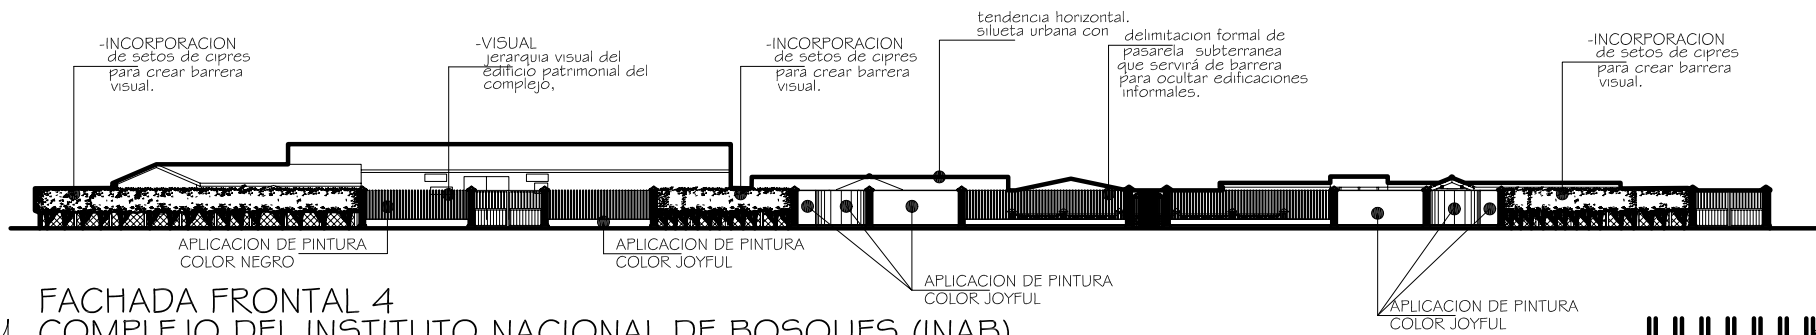 -INCORPORACION
de setos de cipres
para crear barrera
visual.
-VISUAL
jerarquia visual del
edificio patrimonial del
complejo,
-INCORPORACION
de setos de cipres
para crear barrera
visual.
tendencia horizontal.
silueta urbana con
delimitacion formal de
pasarela subterranea
que servirá de barrera
para ocultar edificaciones
informales.
-INCORPORACION
de setos de cipres
para crear barrera
visual.
APLICACION DE PINTURA
COLOR NEGRO
APLICACION DE PINTURA
COLOR JOYFUL
APLICACION DE PINTURA
COLOR JOYFUL
APLICACION DE PINTURA
COLOR JOYFUL
FACHADA FRONTAL 4
COMPLEJO DEL INSTITUTO NACIONAL DE BOSQUES (INAB)